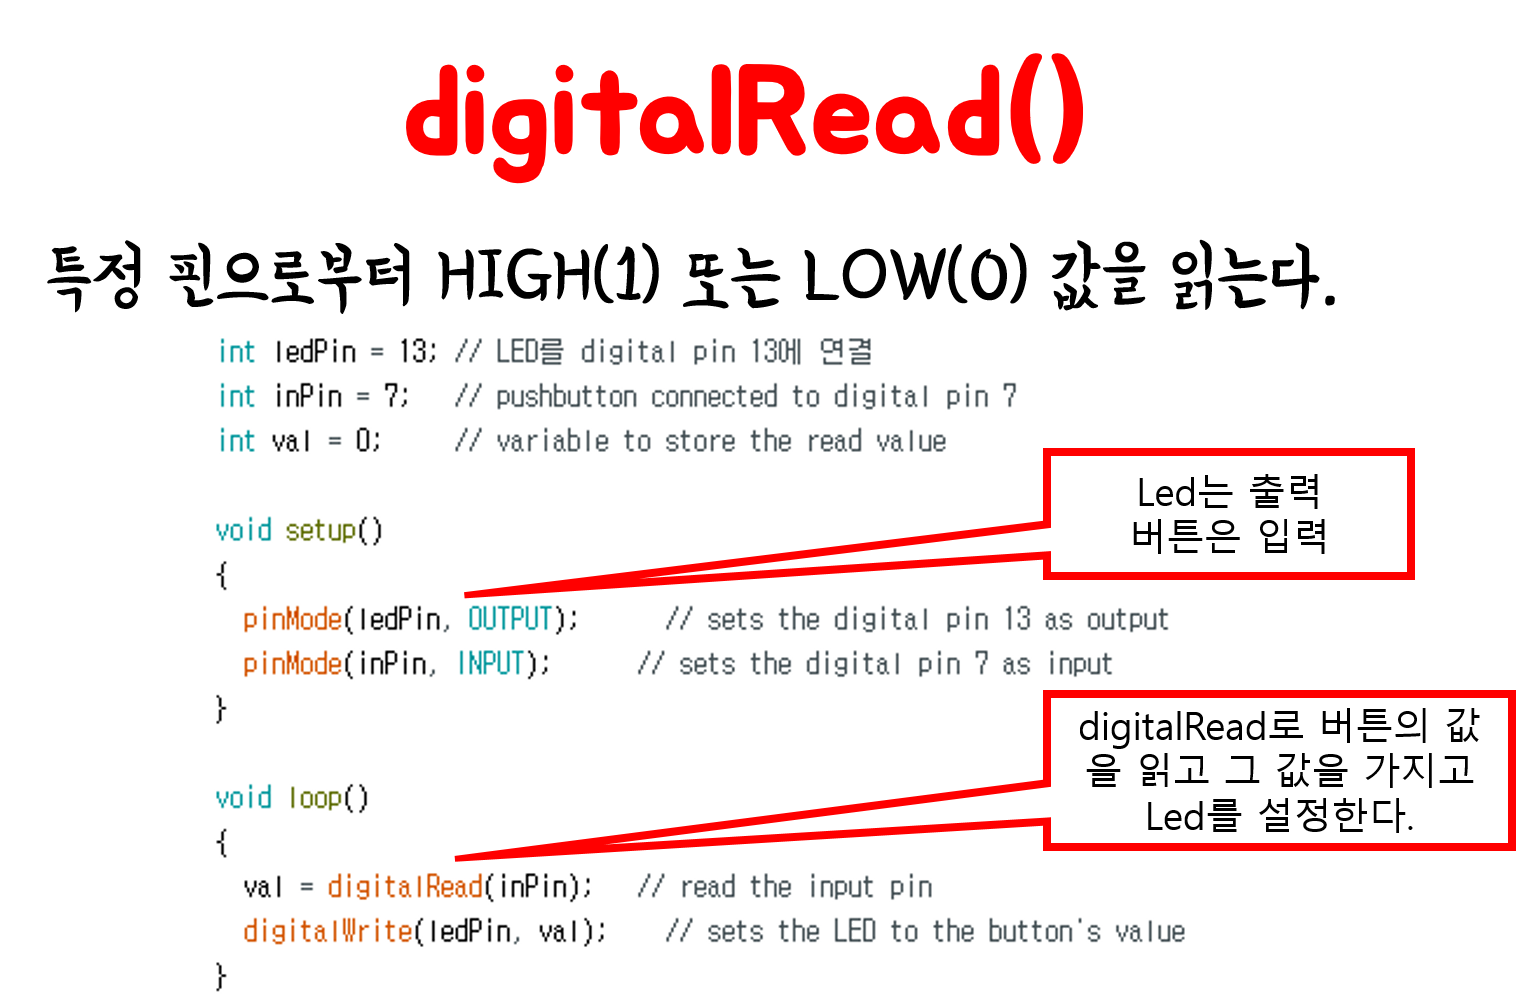 digitalRead()
특정 핀으로부터 HIGH(1) 또는 LOW(0) 값을 읽는다.
int ledPin = 13; // LED를 digital pin 13에 연결
int inPin = 7;   // pushbutton connected to digital pin 7
int val = 0;     // variable to store the read value
Led는 출력
버튼은 입력
void setup()
{
  pinMode(ledPin, OUTPUT);      // sets the digital pin 13 as output
  pinMode(inPin, INPUT);      // sets the digital pin 7 as input
}
digitalRead로 버튼의 값
을 읽고 그 값을 가지고
Led를 설정한다.
void loop()
{
  val = digitalRead(inPin);   // read the input pin
  digitalWrite(ledPin, val);    // sets the LED to the button's value
}